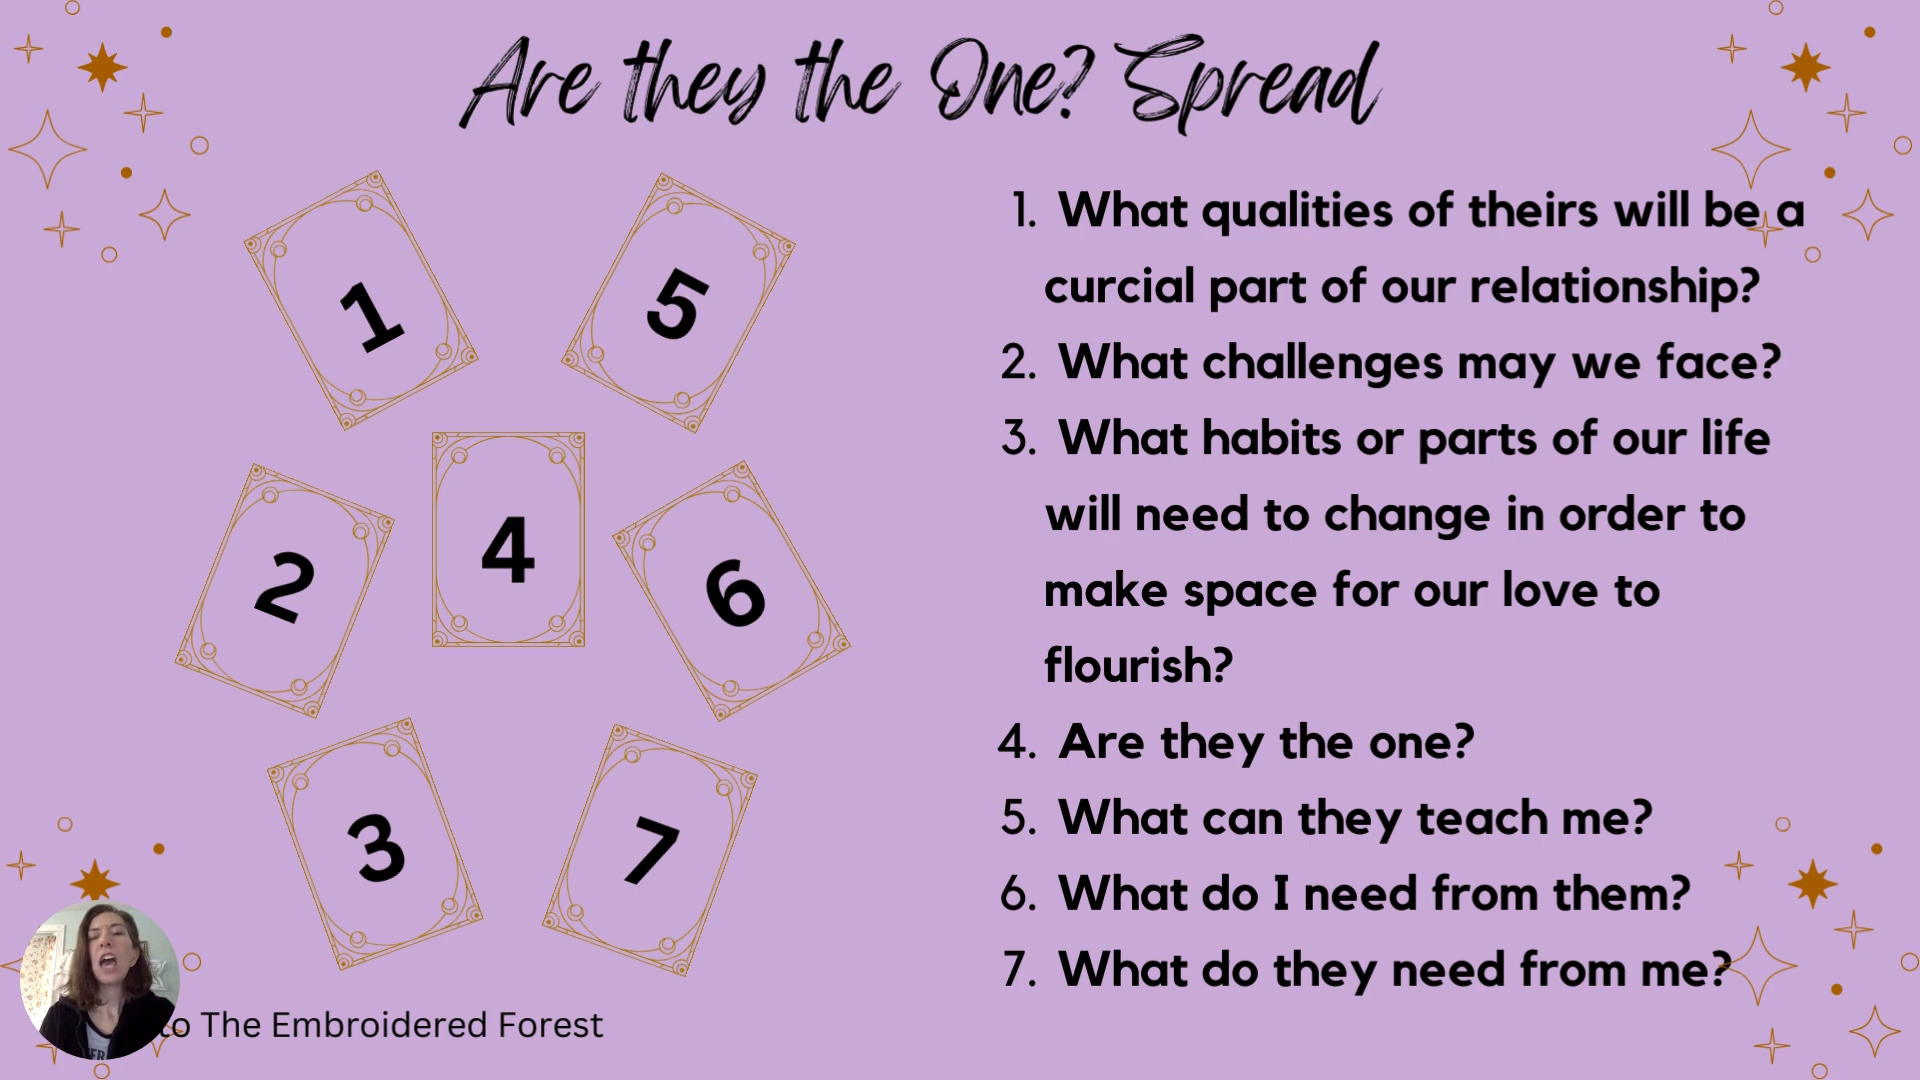 Are they the One? Spread
1
5
4
2
6
3
7
1. What qualities of theirs will be a
curcial part of our relationship?
2. What challenges may we face?
3. What habits or parts of our life
will need to change in order to
make space for our love to
flourish?
4. Are they the one?
5. What can they teach me?
6. What do I need from them?
7. What do they need from me?
to The Embroidered Forest